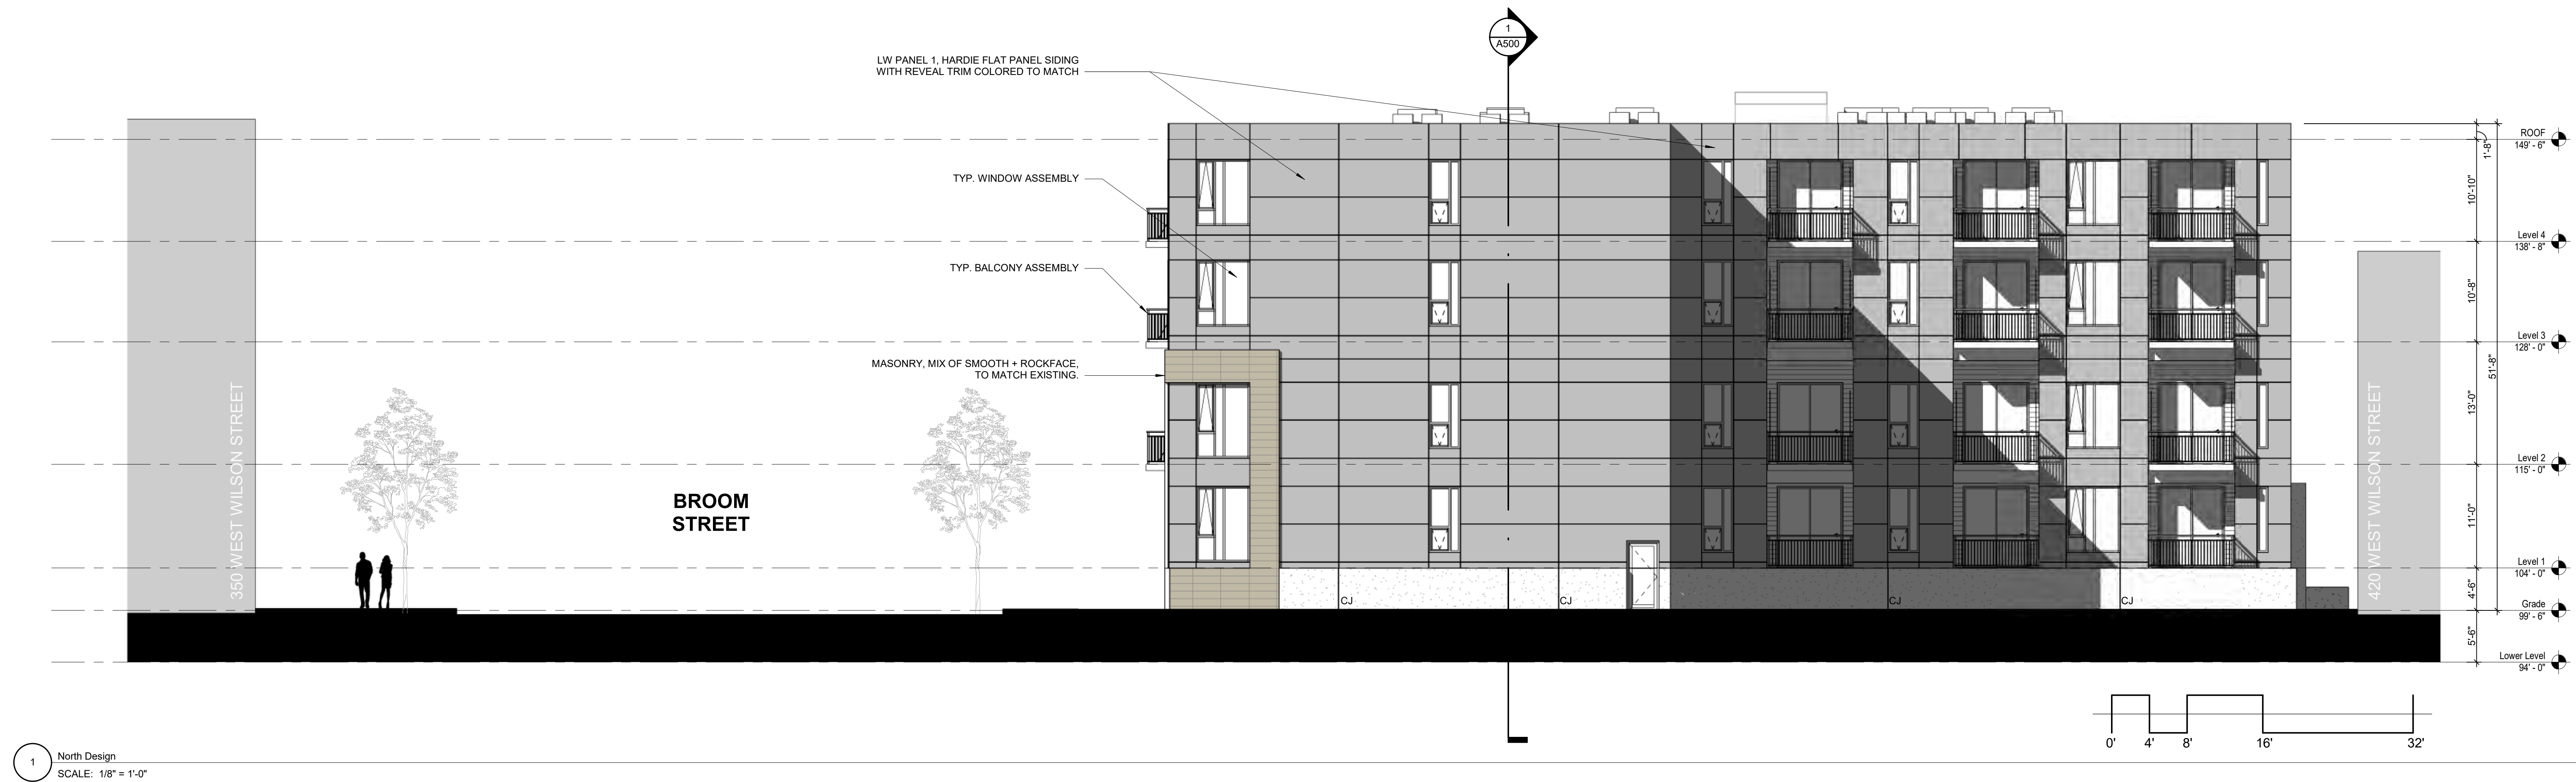 1
A500
LW PANEL 1, HARDIE FLAT PANEL SIDING
WITH REVEAL TRIM COLORED TO MATCH
TYP. WINDOW ASSEMBLY
TYP. BALCONY ASSEMBLY
MASONRY, MIX OF SMOOTH + ROCKFACE,
TO MATCH EXISTING.
350 WEST WILSON STREET
BROOM
STREET
CJ
CJ
CJ
CJ
420 WEST WILSON STREET
1'-8"
10'-10"
10'-8"
13'-0"
11'-0"
4'-6"
5'-6"
51'-8"
ROOF
149' - 6"
Level 4
138' - 8"
Level 3
128' - 0"
Level 2
115' - 0"
Level 1
104' - 0"
Grade
99' - 6"
Lower Level
94' - 0"
0' 4' 8' 16' 32'
1
North Design
SCALE: 1/8" = 1'-0"